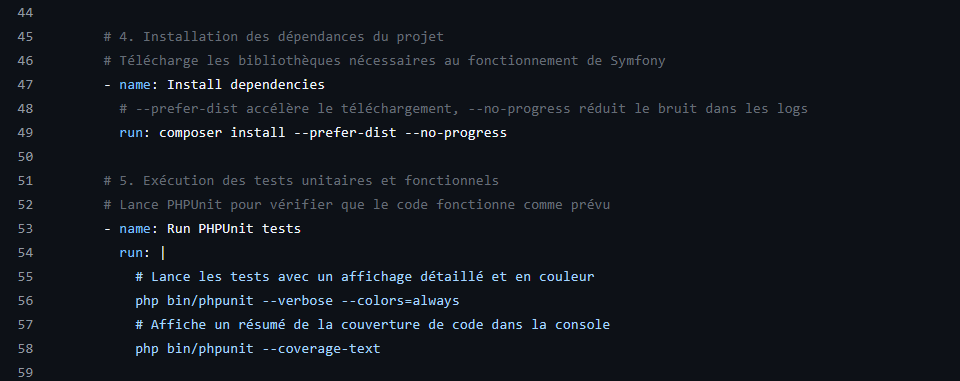 44
45 # 4. Installation des dépendances du projet
46 # Télécharge les bibliothèques nécessaires au fonctionnement de Symfony
47 - name: Install dependencies
48 # --prefer-dist accélère le téléchargement, --no-progress réduit le bruit dans les logs
49 run: composer install --prefer-dist --no-progress
50
51 # 5. Exécution des tests unitaires et fonctionnels
52 # Lance PHPUnit pour vérifier que le code fonctionne comme prévu
53 - name: Run PHPUnit tests
54 run: |
55 # Lance les tests avec un affichage détaillé et en couleur
56 php bin/phpunit --verbose --colors=always
57 # Affiche un résumé de la couverture de code dans la console
58 php bin/phpunit --coverage-text
59